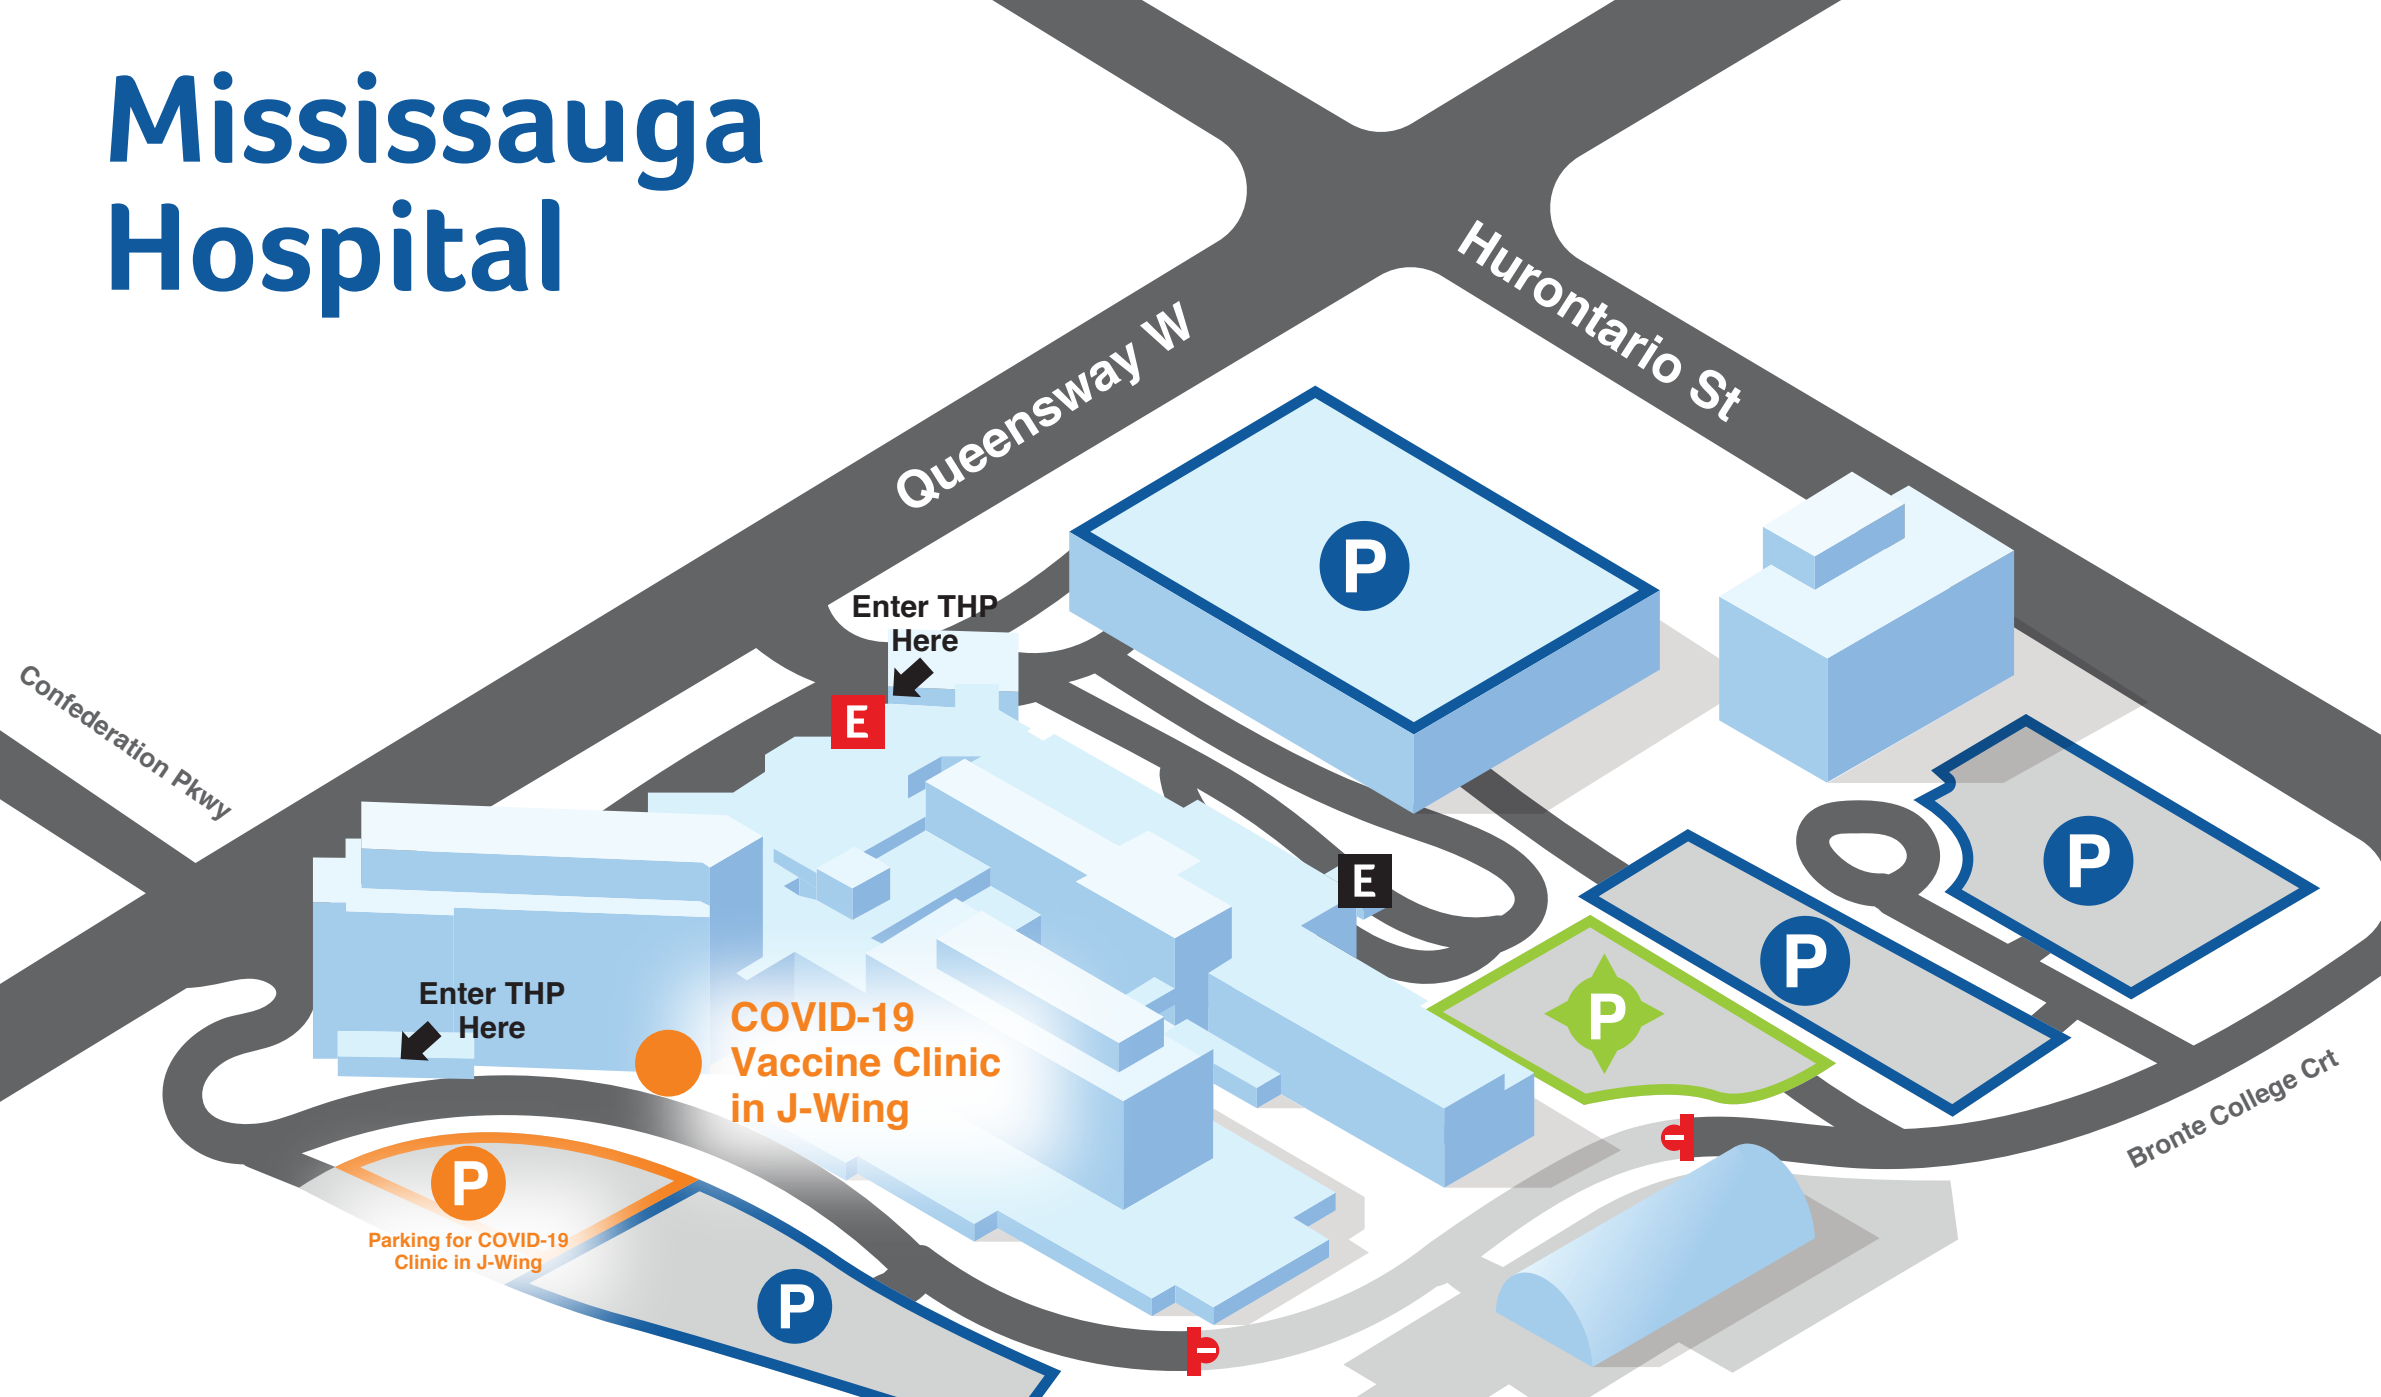 Mississauga
Hospital
Hurontario St
Queensway W
P
Enter THP
Here
E
Confederation Pkwy
P
E
P
P
Enter THP
Here
COVID-19
Vaccine Clinic
in J-Wing
Bronte College Crt
P
Parking for COVID-19
Clinic in J-Wing
P